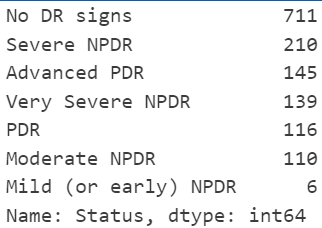 No DR signs 711
Severe NPDR 210
Advanced PDR 145
Very Severe NPDR 139
PDR 116
Moderate NPDR 110
Mild (or early) NPDR 6
Name: Status, dtype: int64